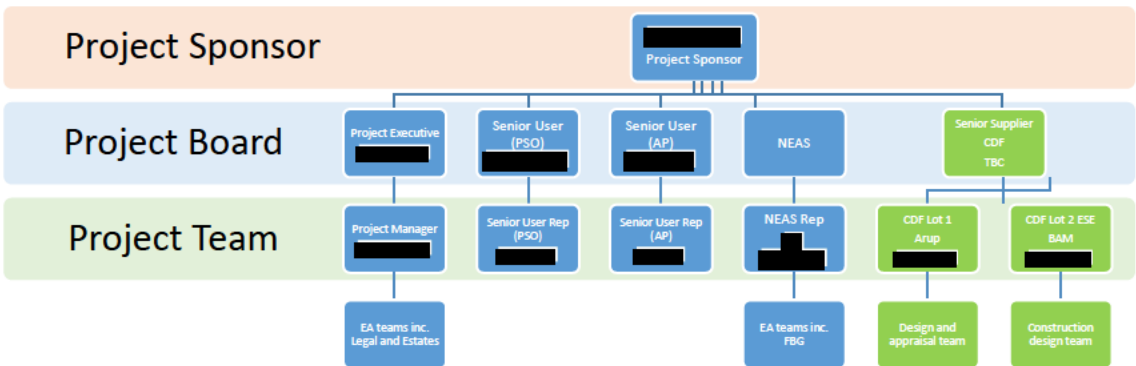 Project Sponsor
Project Sponsor
Project Board
Project Executive
Senior User
(PSO)
Senior User
(AP)
NEAS
Senior Supplier
CDF
TBC
Project Team
Project Manager
Senior User Rep
(PSO)
Senior User Rep
(AP)
NEAS Rep
CDF Lot 1
Arup
CDF Lot 2 ESE
BAM
EA teams inc.
Legal and Estates
EA teams inc.
FBG
Design and
appraisal team
Construction
design team